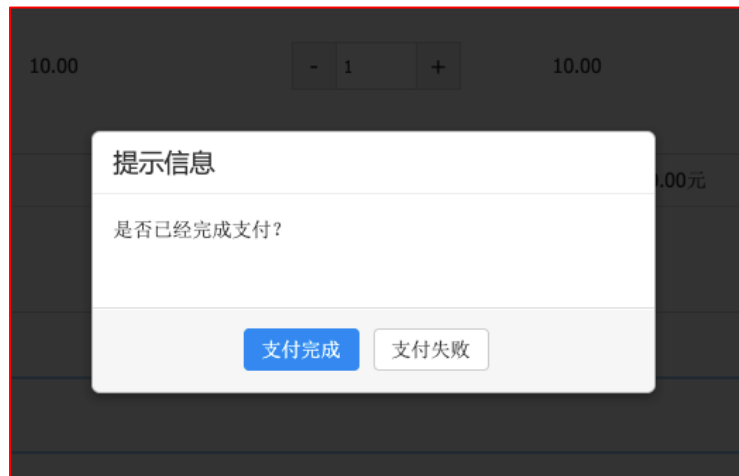 10.00 - 1 + 10.00
提示信息
.00元
是否已经完成支付?
支付完成 支付失败